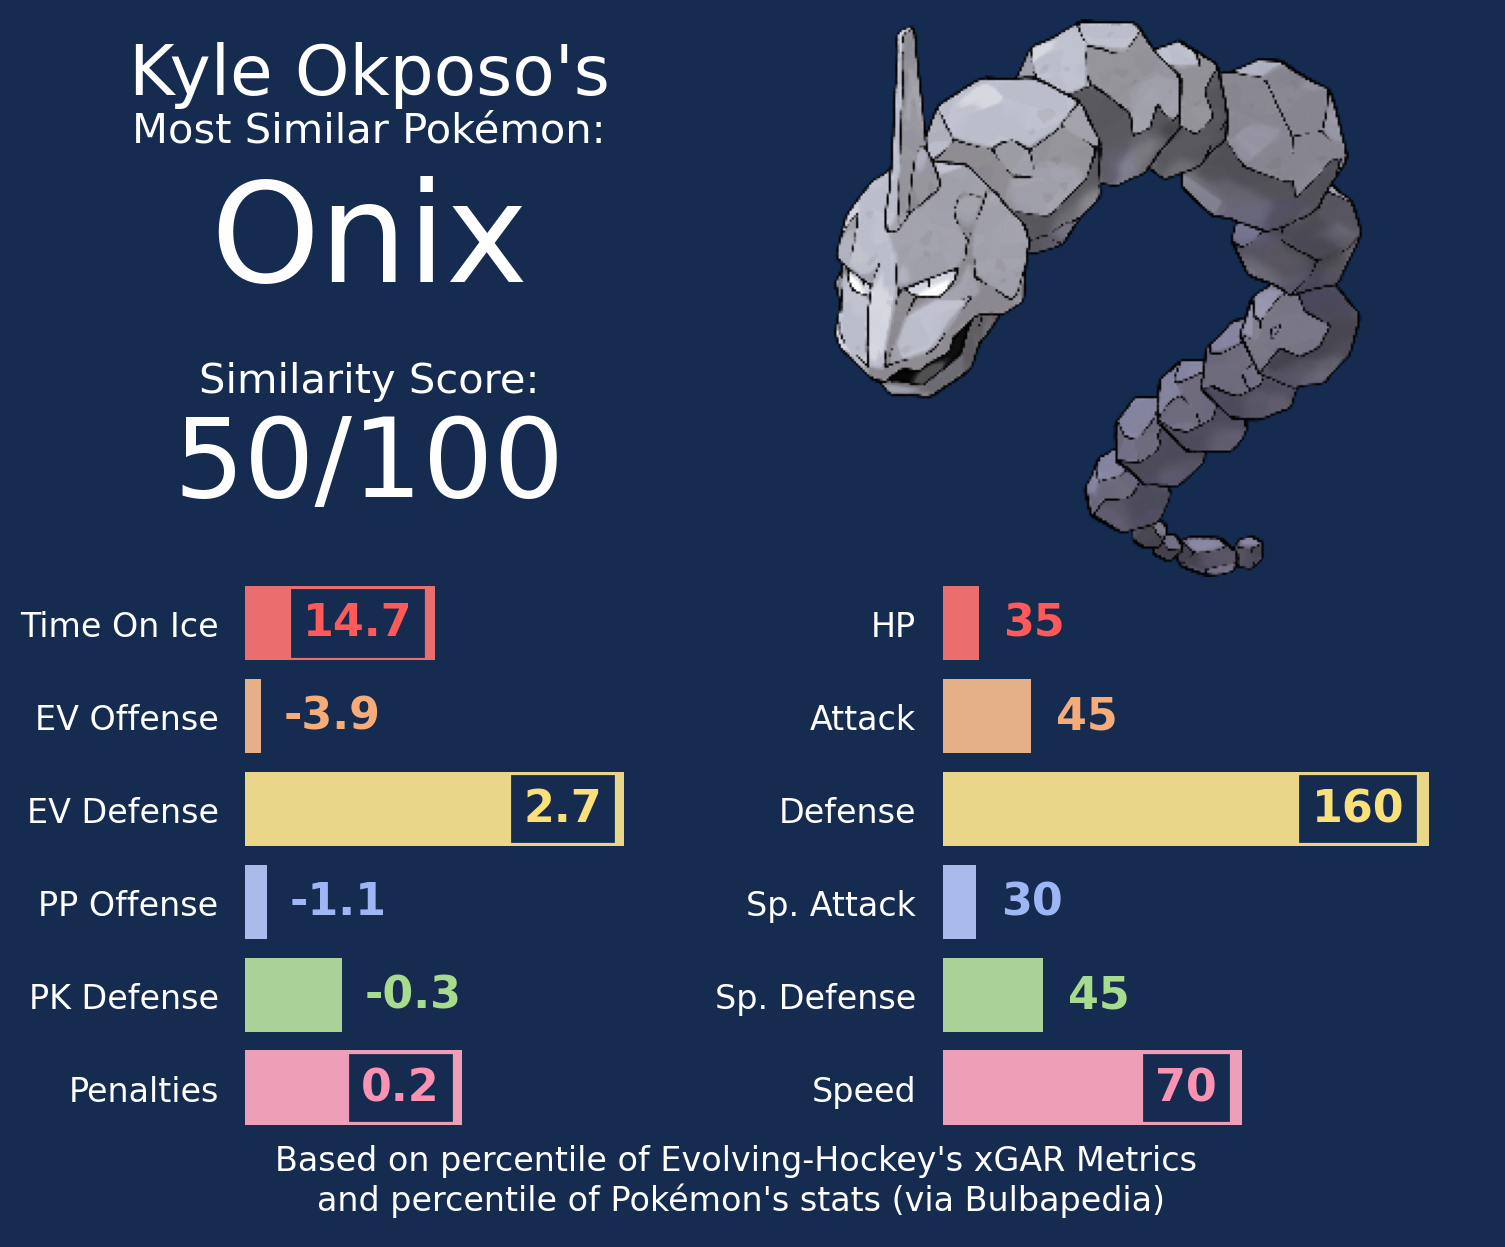 Kyle Okposo's
Most Similar Pokémon:
Onix
Similarity Score:
50/100
Time On Ice 14.7
EV Offense -3.9
EV Defense 2.7
PP Offense -1.1
PK Defense -0.3
Penalties 0.2
HP 35
Attack 45
Defense 160
Sp. Attack 30
Sp. Defense 45
Speed 70
Based on percentile of Evolving-Hockey's xGAR Metrics
and percentile of Pokémon's stats (via Bulbapedia)